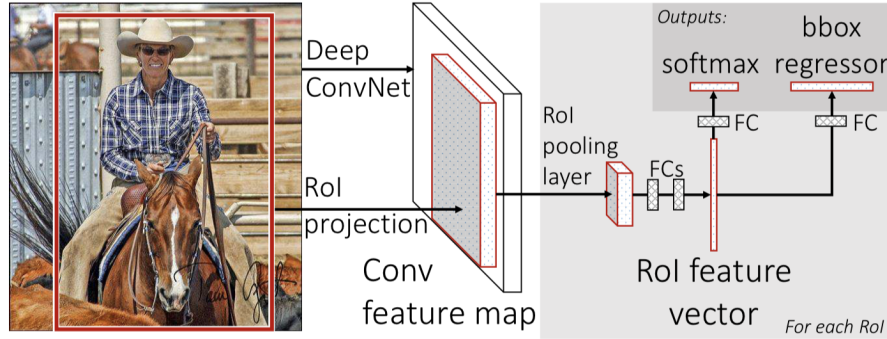 Deep
ConvNet
RoI
projection
Conv
feature map
RoI
pooling
layer
FCs
RoI feature
vector
Outputs:
softmax
bbox
regressor
FC
FC
For each RoI